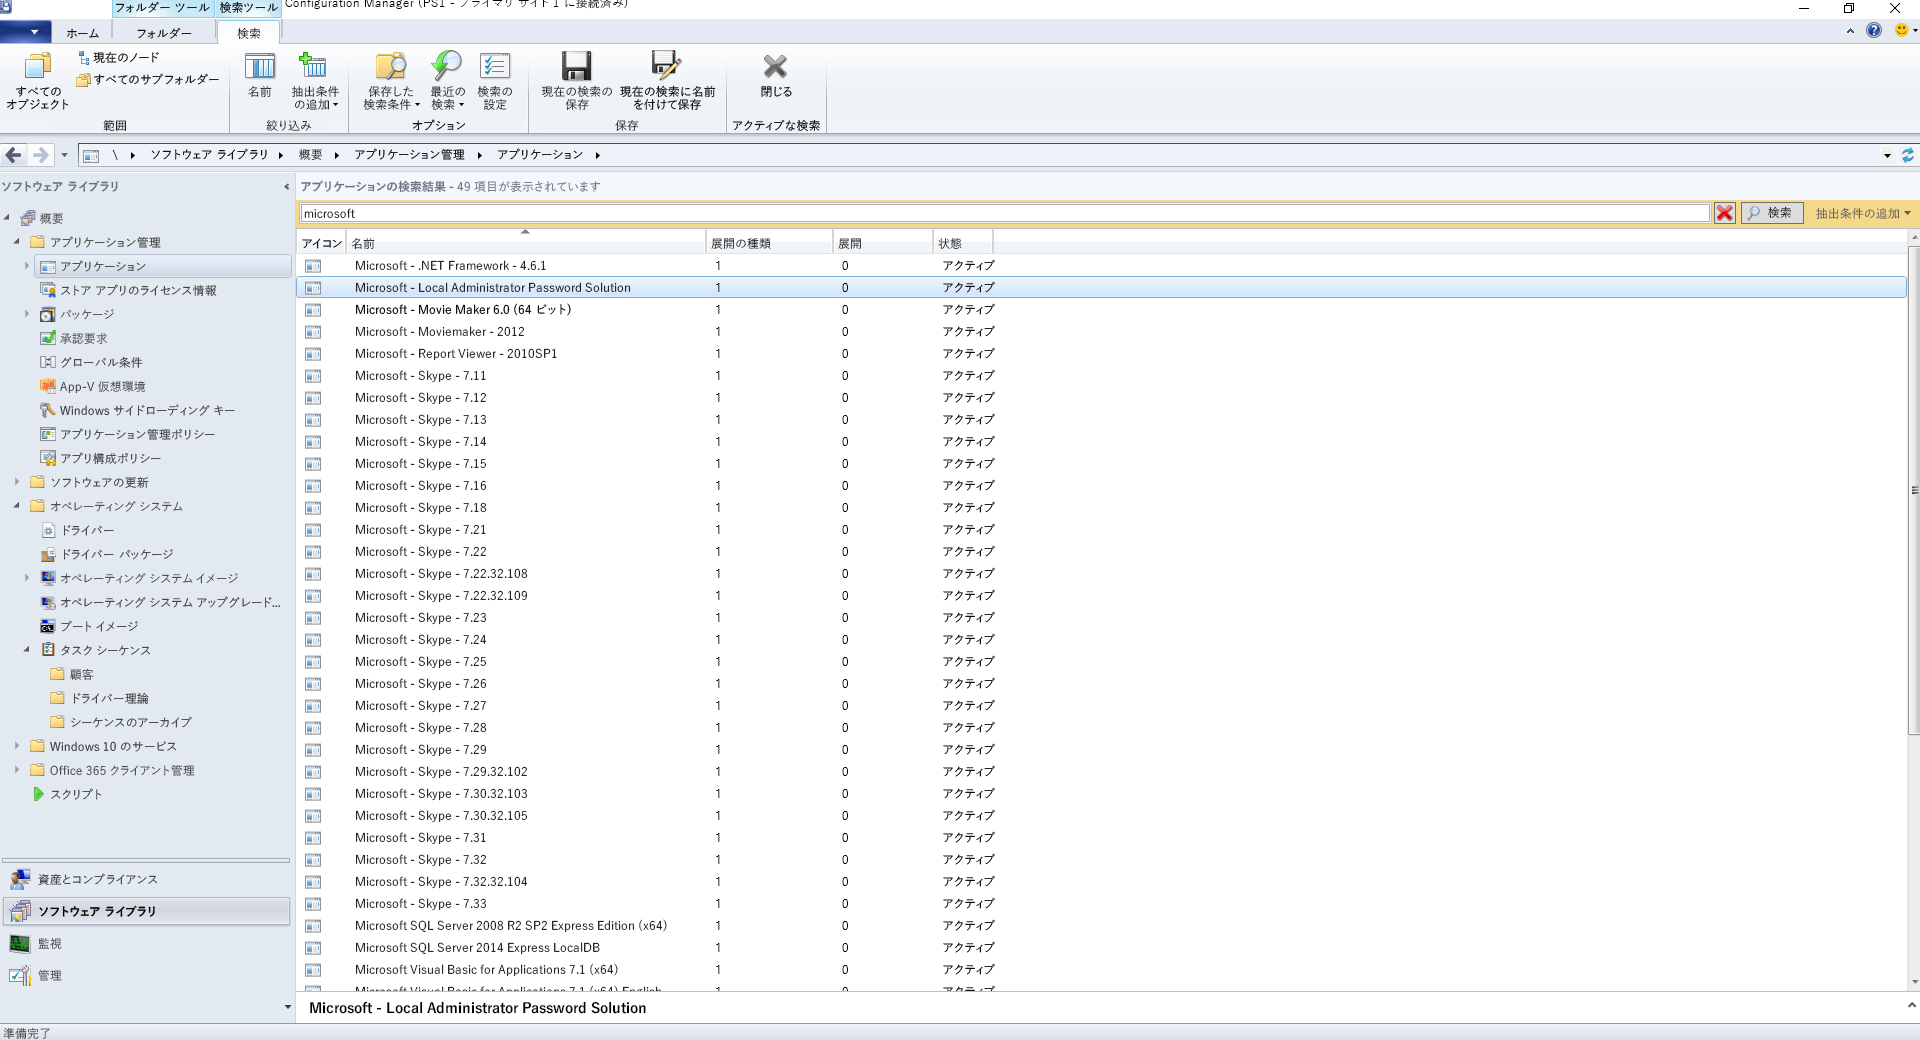 フォルダー ツール 検索ツール Configuration Manager (PS1 - プライマリ サイト 1 に接続済み)
ホーム フォルダー 検索
すべての
オブジェクト
現在のノード
すべてのサブフォルダー
範囲
名前
抽出条件
の追加
絞り込み
保存した
検索条件
最近の
検索
検索の
設定
オプション
現在の検索の
保存
現在の検索に名前
を付けて保存
保存
閉じる
アクティブな検索
\ ソフトウェア ライブラリ 概要 アプリケーション管理 アプリケーション
ソフトウェア ライブラリ
概要
アプリケーション管理
アプリケーション
ストア アプリのライセンス情報
パッケージ
承認要求
グローバル条件
App-V 仮想環境
Windows サイドローディング キー
アプリケーション管理ポリシー
アプリ構成ポリシー
ソフトウェアの更新
オペレーティング システム
ドライバー
ドライバー パッケージ
オペレーティング システム イメージ
オペレーティング システム アップグレード...
ブート イメージ
タスク シーケンス
顧客
ドライバー理論
シーケンスのアーカイブ
Windows 10 のサービス
Office 365 クライアント管理
スクリプト
資産とコンプライアンス
ソフトウェア ライブラリ
監視
管理
アプリケーションの検索結果 - 49 項目が表示されています
microsoft 検索 抽出条件の追加
アイコン 名前 展開の種類 展開 状態
Microsoft - .NET Framework - 4.6.1 1 0 アクティブ
Microsoft - Local Administrator Password Solution 1 0 アクティブ
Microsoft - Movie Maker 6.0 (64 ビット) 1 0 アクティブ
Microsoft - Moviemaker - 2012 1 0 アクティブ
Microsoft - Report Viewer - 2010SP1 1 0 アクティブ
Microsoft - Skype - 7.11 1 0 アクティブ
Microsoft - Skype - 7.12 1 0 アクティブ
Microsoft - Skype - 7.13 1 0 アクティブ
Microsoft - Skype - 7.14 1 0 アクティブ
Microsoft - Skype - 7.15 1 0 アクティブ
Microsoft - Skype - 7.16 1 0 アクティブ
Microsoft - Skype - 7.18 1 0 アクティブ
Microsoft - Skype - 7.21 1 0 アクティブ
Microsoft - Skype - 7.22 1 0 アクティブ
Microsoft - Skype - 7.22.32.108 1 0 アクティブ
Microsoft - Skype - 7.22.32.109 1 0 アクティブ
Microsoft - Skype - 7.23 1 0 アクティブ
Microsoft - Skype - 7.24 1 0 アクティブ
Microsoft - Skype - 7.25 1 0 アクティブ
Microsoft - Skype - 7.26 1 0 アクティブ
Microsoft - Skype - 7.27 1 0 アクティブ
Microsoft - Skype - 7.28 1 0 アクティブ
Microsoft - Skype - 7.29 1 0 アクティブ
Microsoft - Skype - 7.29.32.102 1 0 アクティブ
Microsoft - Skype - 7.30.32.103 1 0 アクティブ
Microsoft - Skype - 7.30.32.105 1 0 アクティブ
Microsoft - Skype - 7.31 1 0 アクティブ
Microsoft - Skype - 7.32 1 0 アクティブ
Microsoft - Skype - 7.32.32.104 1 0 アクティブ
Microsoft - Skype - 7.33 1 0 アクティブ
Microsoft SQL Server 2008 R2 SP2 Express Edition (x64) 1 0 アクティブ
Microsoft SQL Server 2014 Express LocalDB 1 0 アクティブ
Microsoft Visual Basic for Applications 7.1 (x64) 1 0 アクティブ
Microsoft Visual Basic for Applications 7.1 (x64) English 1 0 アクティブ
Microsoft - Local Administrator Password Solution
準備完了